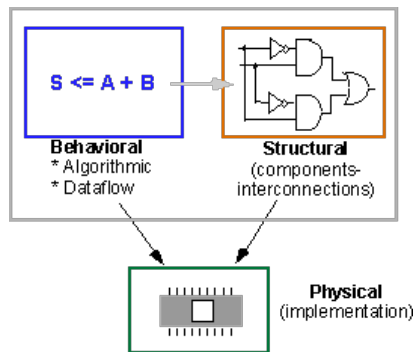 S <= A + B
Behavioral
* Algorithmic
* Dataflow
Structural
(components-
interconnections)
Physical
(implementation)